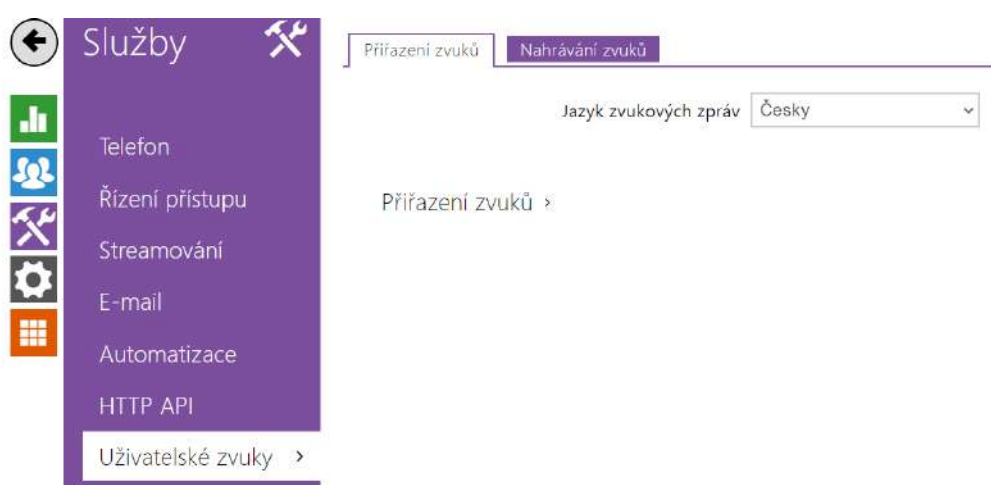 Služby
Telefon
Řízení přístupu
Streamování
E-mail
Automatizace
HTTP API
Uživatelské zvuky
Přiřazení zvuků
Nahrávání zvuků
Jazyk zvukových zpráv
Česky
Přiřazení zvuků